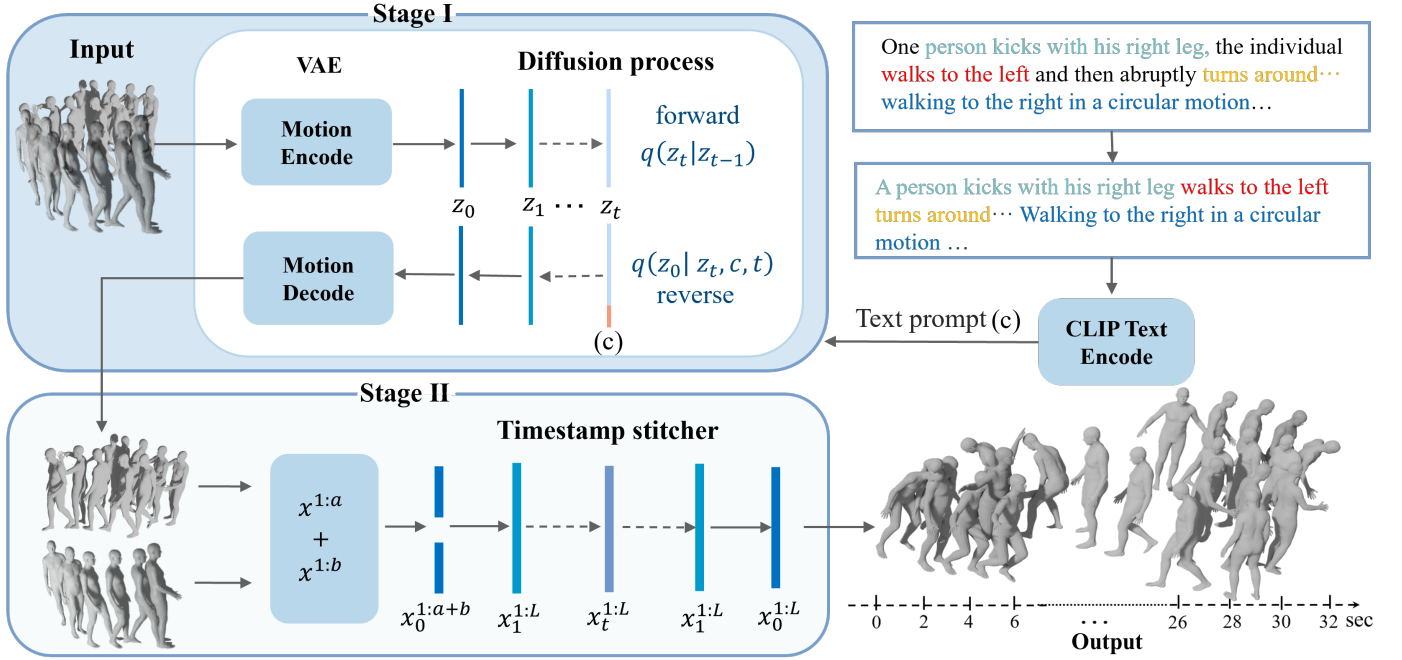 Stage I
Input
VAE
Diffusion process
Motion
Encode
forward
q(z_t|z_{t−1})
z_0 z_1 ··· z_t
Motion
Decode
q(z_0| z_t, c, t)
reverse
(c)
One person kicks with his right leg, the individual
walks to the left and then abruptly turns around···
walking to the right in a circular motion…
A person kicks with his right leg walks to the left
turns around··· Walking to the right in a circular
motion …
Text prompt (c)
CLIP Text
Encode
Stage II
Timestamp stitcher
x^{1:a}
+
x^{1:b}
x_0^{1:a+b} x_1^{1:L} x_t^{1:L} x_1^{1:L} x_0^{1:L}
0 2 4 6 ··· 26 28 30 32 sec
Output